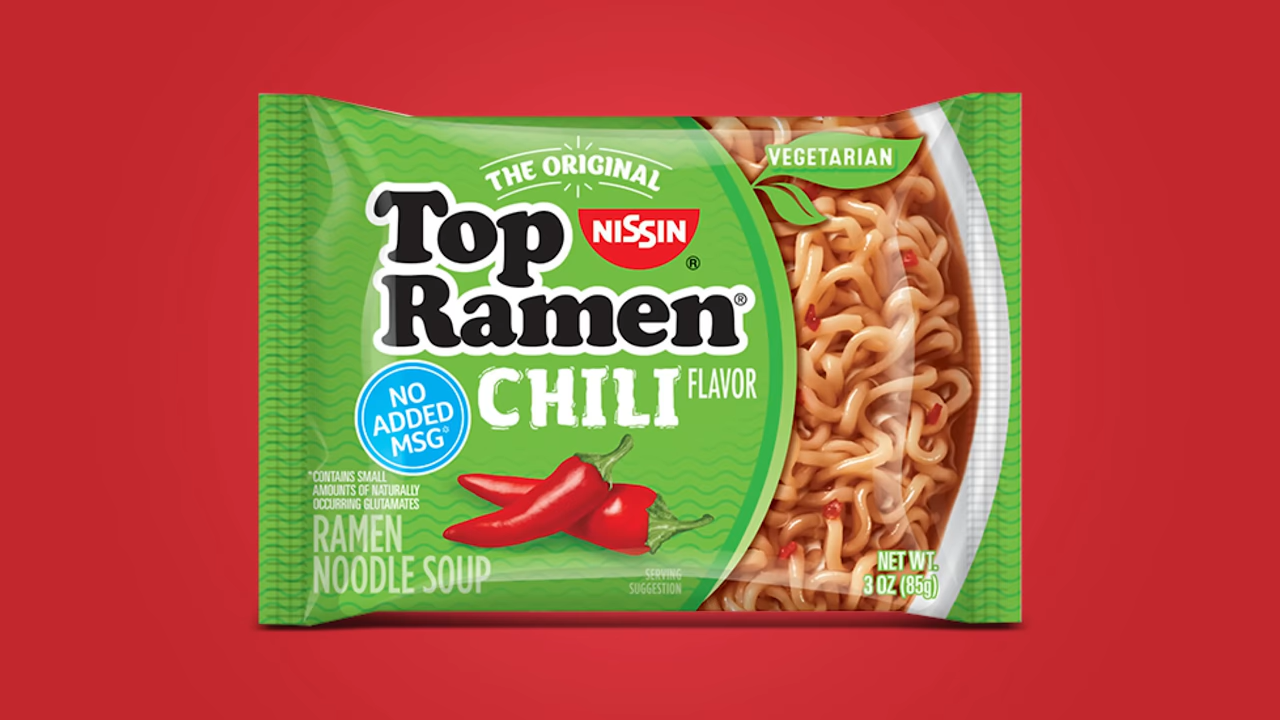 THE ORIGINAL
VEGETARIAN
Top
NISSIN
®
Ramen®
CHILI FLAVOR
NO
ADDED
MSG*
*CONTAINS SMALL
AMOUNTS OF NATURALLY
OCCURRING GLUTAMATES
RAMEN
NOODLE SOUP
SERVING
SUGGESTION
NET WT.
3 OZ (85g)